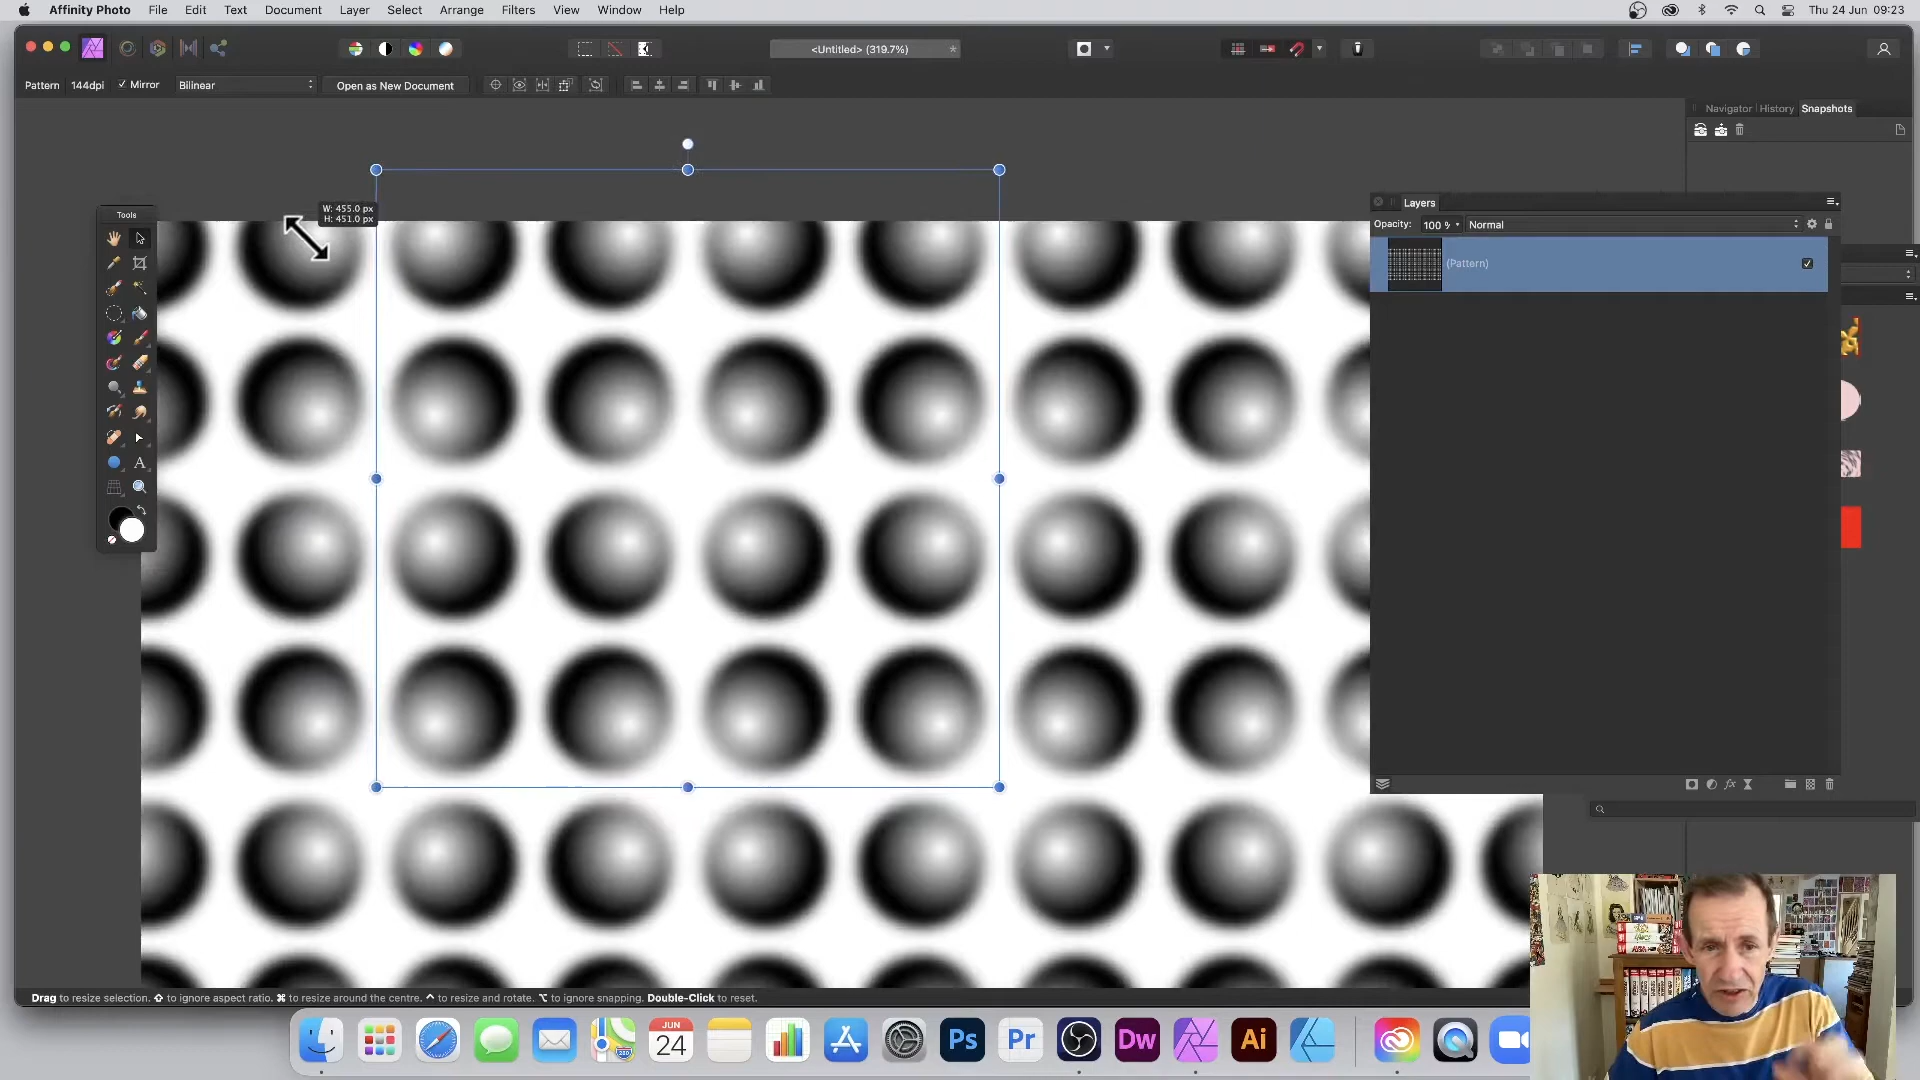 Affinity Photo File Edit Text Document Layer Select Arrange Filters View Window Help
Thu 24 Jun 09:23
<Untitled> (319.7%)
Pattern 144dpi Mirror Bilinear Open as New Document
Navigator History Snapshots
Tools
W: 455.0 px
H: 451.0 px
Layers
Opacity: 100 % Normal
(Pattern)
A
fx
Drag to resize selection. ⇧ to ignore aspect ratio. ⌘ to resize around the centre. ^ to resize and rotate. ⌥ to ignore snapping. Double-Click to reset.
JUN
24
280
Ps Pr Dw Ai